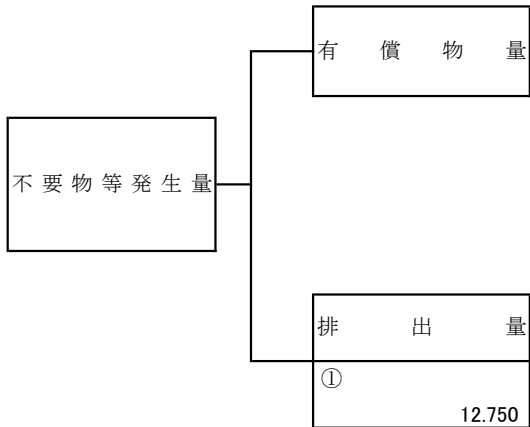 有償物量
不要物等発生量
排出量
①
12.750